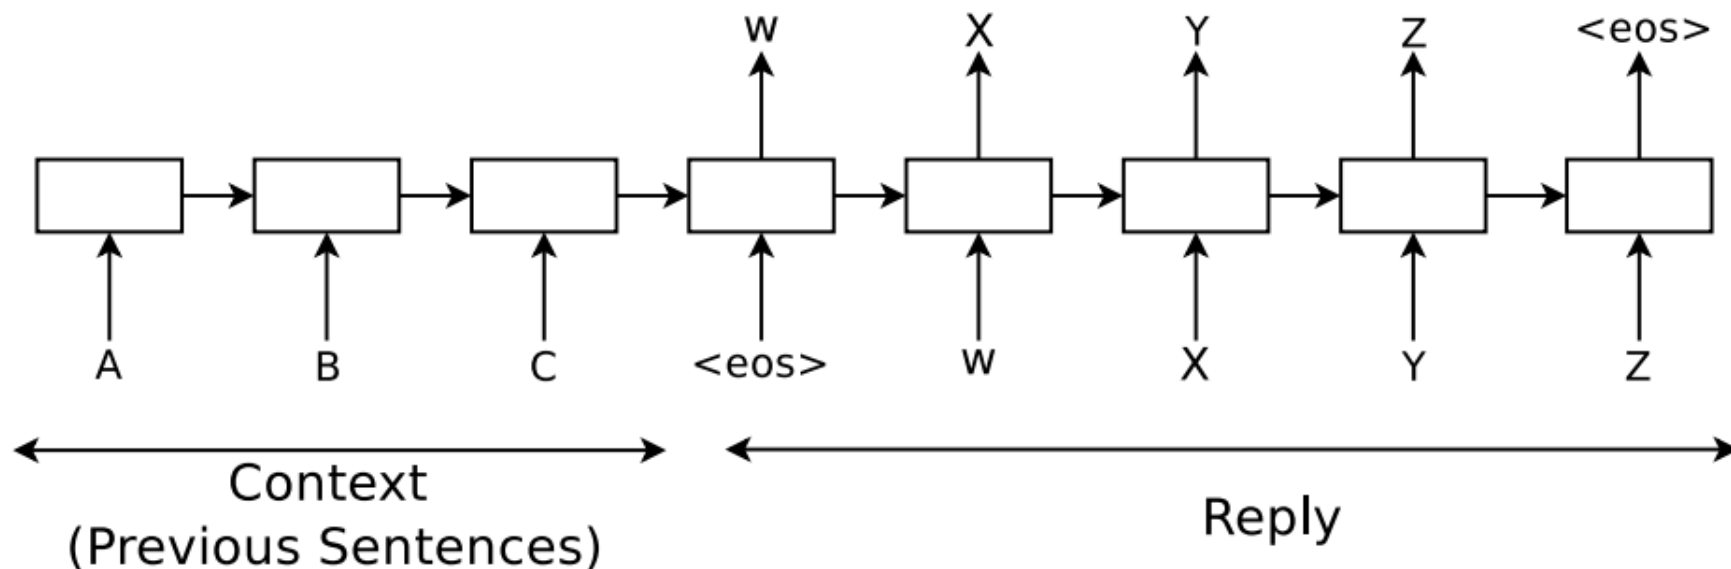 W X Y Z <eos>
A B C <eos> W X Y Z
Context
(Previous Sentences)
Reply